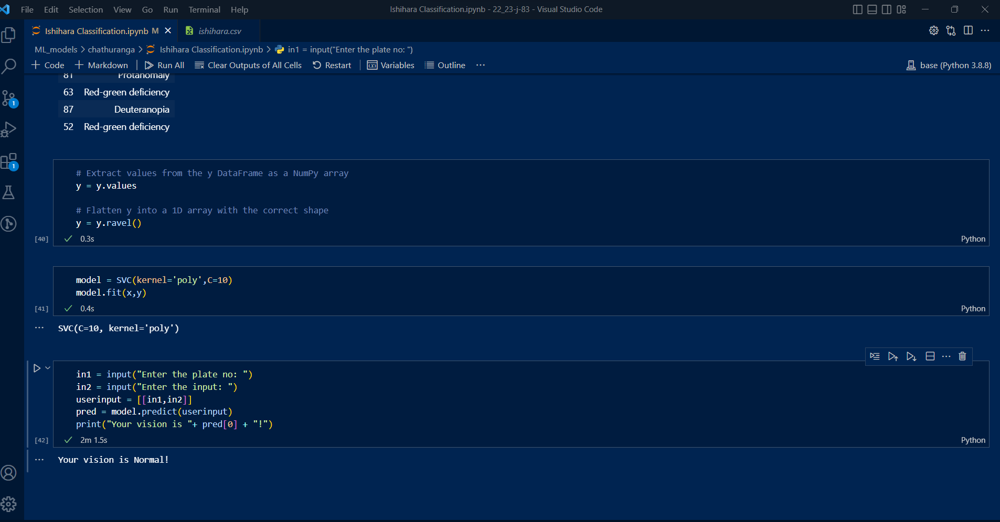 File Edit Selection View Go Run Terminal Help
Ishihara Classification.ipynb - 22_23-j-83 - Visual Studio Code
Ishihara Classification.ipynb M
ishihara.csv
ML_models > chathuranga > Ishihara Classification.ipynb > in1 = input("Enter the plate no: ")
+ Code + Markdown | Run All Clear Outputs of All Cells Restart | Variables Outline ···
base (Python 3.8.8)
81 Protanomaly
63 Red-green deficiency
87 Deuteranopia
52 Red-green deficiency
# Extract values from the y DataFrame as a NumPy array
y = y.values
# Flatten y into a 1D array with the correct shape
y = y.ravel()
[40] 0.3s Python
model = SVC(kernel='poly',C=10)
model.fit(x,y)
[41] 0.4s Python
··· SVC(C=10, kernel='poly')
in1 = input("Enter the plate no: ")
in2 = input("Enter the input: ")
userinput = [[in1,in2]]
pred = model.predict(userinput)
print("Your vision is "+ pred[0] + "!")
[42] 2m 1.5s Python
··· Your vision is Normal!
1
1